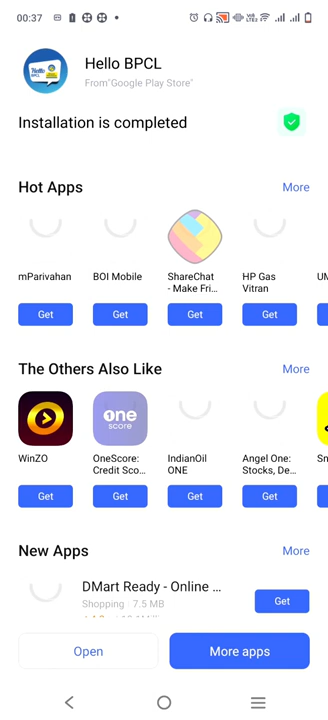 00:37
Hello BPCL
From"Google Play Store"
Installation is completed
Hot Apps More
mParivahan BOI Mobile ShareChat - Make Fri... HP Gas Vitran UM
Get Get Get Get
The Others Also Like More
one score
WinZO OneScore: Credit Sco... IndianOil ONE Angel One: Stocks, De... Sn
Get Get Get Get
New Apps More
DMart Ready - Online ...
Shopping 7.5 MB
Get
Open More apps